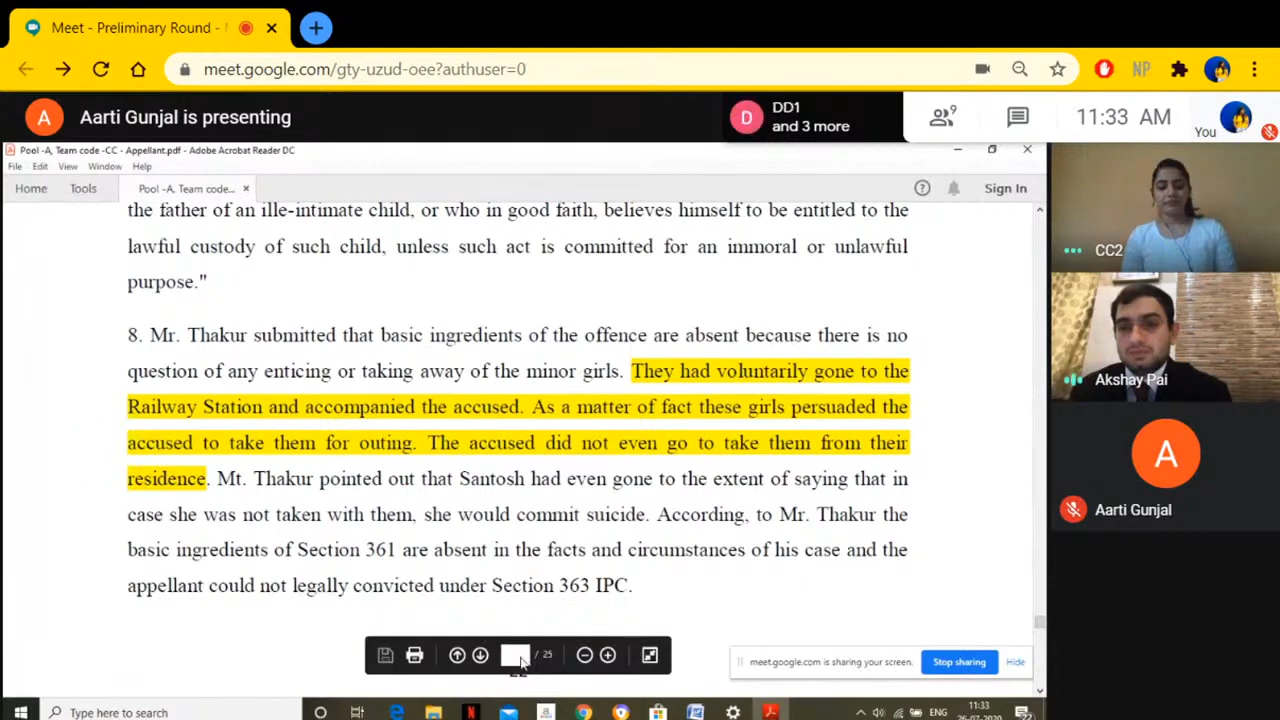 Meet - Preliminary Round -
meet.google.com/gty-uzud-oee?authuser=0
NP
A
Aarti Gunjal is presenting
D
DD1
and 3 more
9
11:33 AM
You
Pool -A, Team code -CC - Appellant.pdf - Adobe Acrobat Reader DC
File Edit View Window Help
Home Tools Pool -A, Team code... Sign In
the father of an ille-intimate child, or who in good faith, believes himself to be entitled to the
lawful custody of such child, unless such act is committed for an immoral or unlawful
purpose."
8. Mr. Thakur submitted that basic ingredients of the offence are absent because there is no
question of any enticing or taking away of the minor girls. They had voluntarily gone to the
Railway Station and accompanied the accused. As a matter of fact these girls persuaded the
accused to take them for outing. The accused did not even go to take them from their
residence. Mt. Thakur pointed out that Santosh had even gone to the extent of saying that in
case she was not taken with them, she would commit suicide. According, to Mr. Thakur the
basic ingredients of Section 361 are absent in the facts and circumstances of his case and the
appellant could not legally convicted under Section 363 IPC.
/ 25
meet.google.com is sharing your screen. Stop sharing Hide
CC2
Akshay Pai
A
Aarti Gunjal
Type here to search
ENG
11:33
26-07-2020